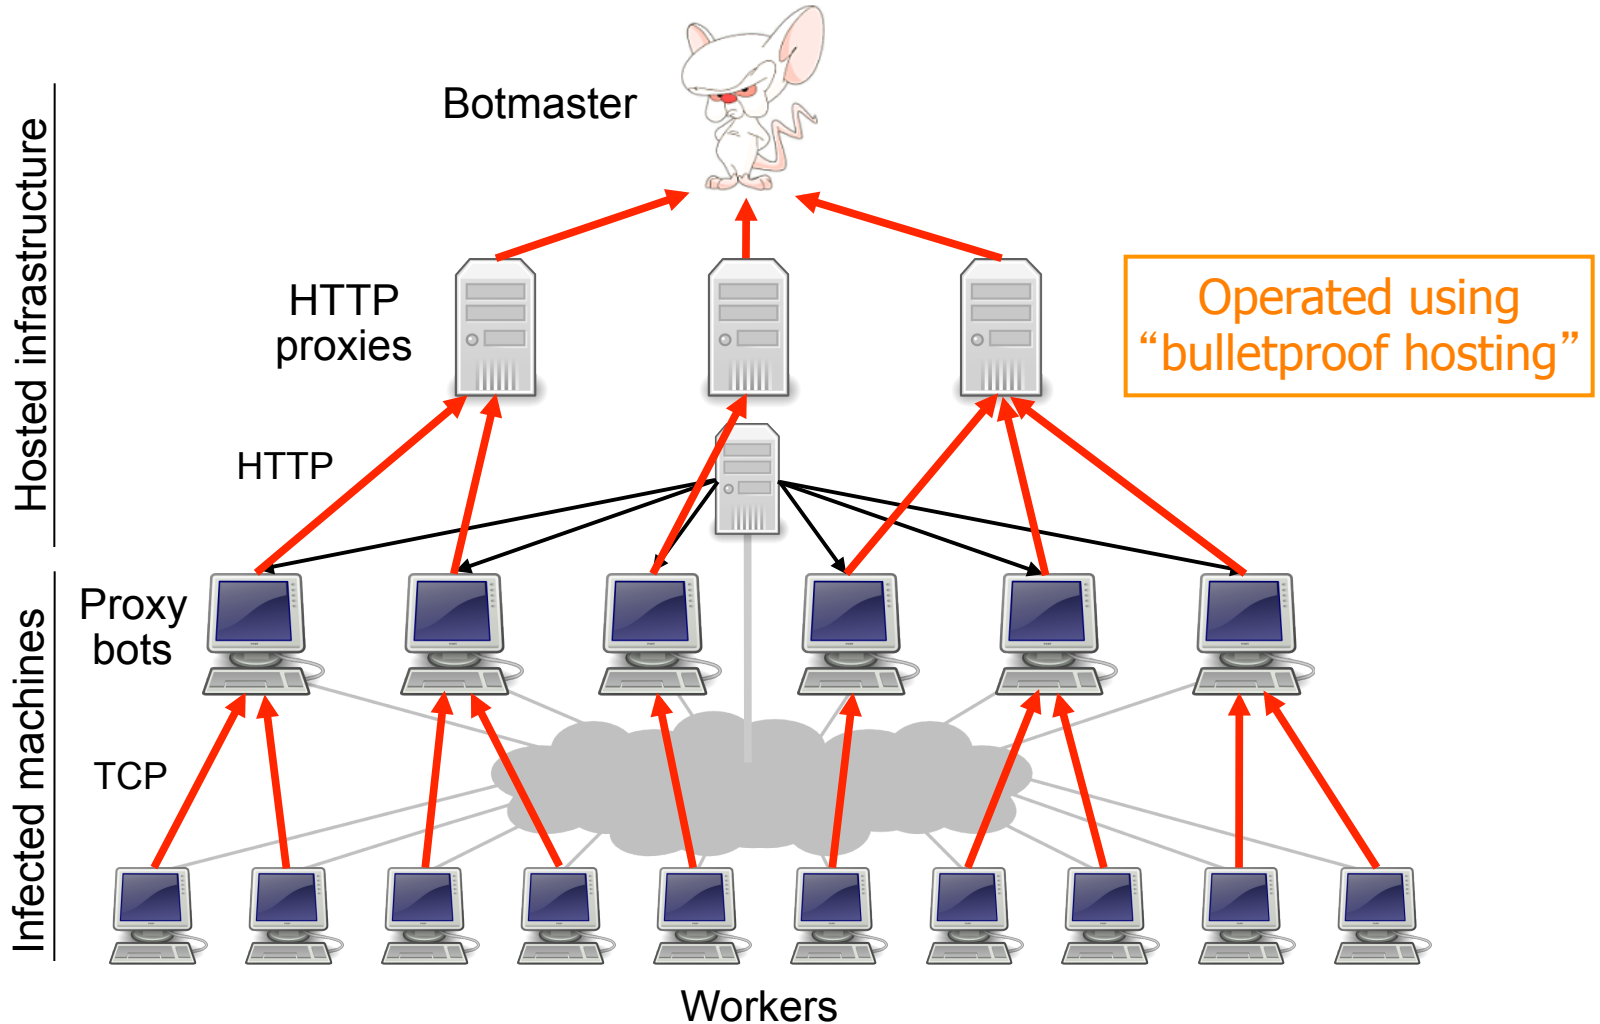 Botmaster
Hosted infrastructure
HTTP
proxies
Operated using
“bulletproof hosting”
HTTP
Infected machines
Proxy
bots
TCP
Workers